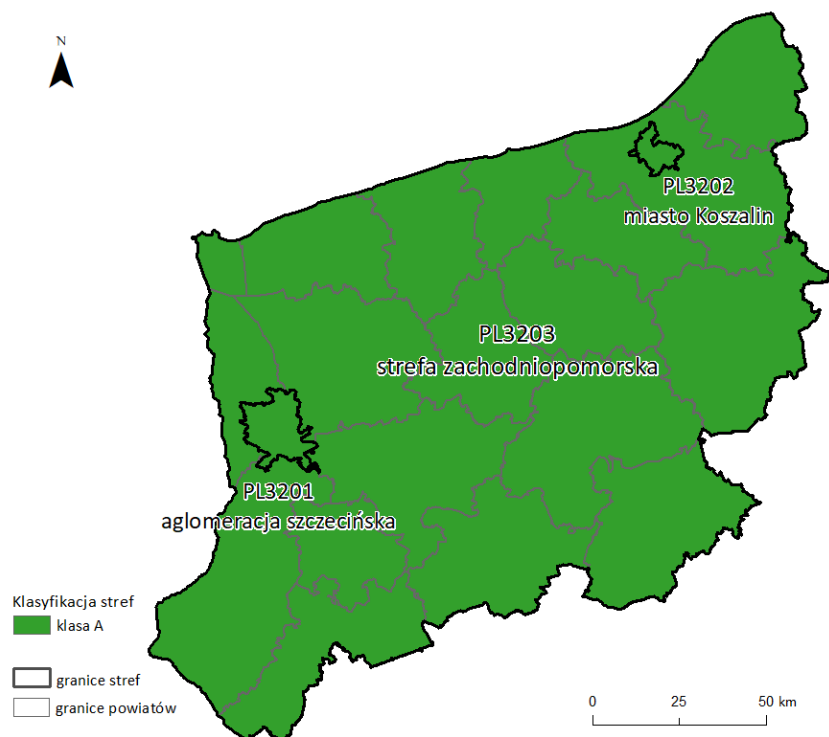 N
PL3202
miasto Koszalin
PL3203
strefa zachodniopomorska
PL3201
aglomeracja szczecińska
Klasyfikacja stref
klasa A
granice stref
granice powiatów
0 25 50 km